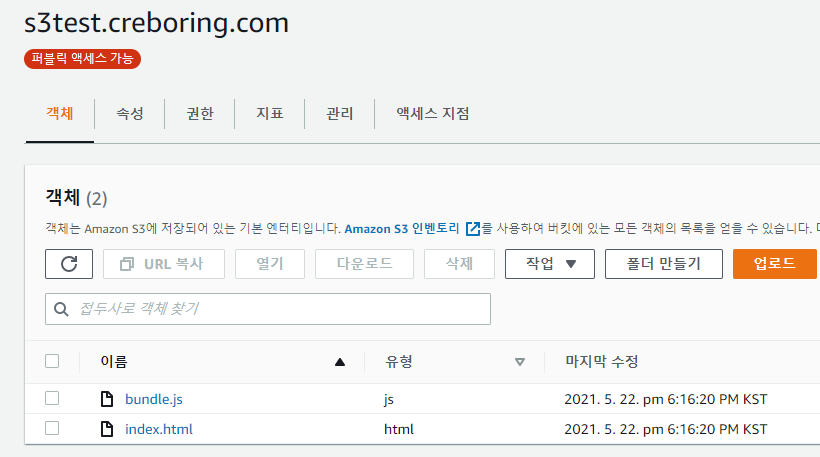 s3test.creboring.com
퍼블릭 액세스 가능
객체 속성 권한 지표 관리 액세스 지점
객체 (2)
객체는 Amazon S3에 저장되어 있는 기본 엔터티입니다. Amazon S3 인벤토리 를 사용하여 버킷에 있는 모든 객체의 목록을 얻을 수 있습니다.
URL 복사 열기 다운로드 삭제 작업 폴더 만들기 업로드
접두사로 객체 찾기
이름 유형 마지막 수정
bundle.js js 2021. 5. 22. pm 6:16:20 PM KST
index.html html 2021. 5. 22. pm 6:16:20 PM KST